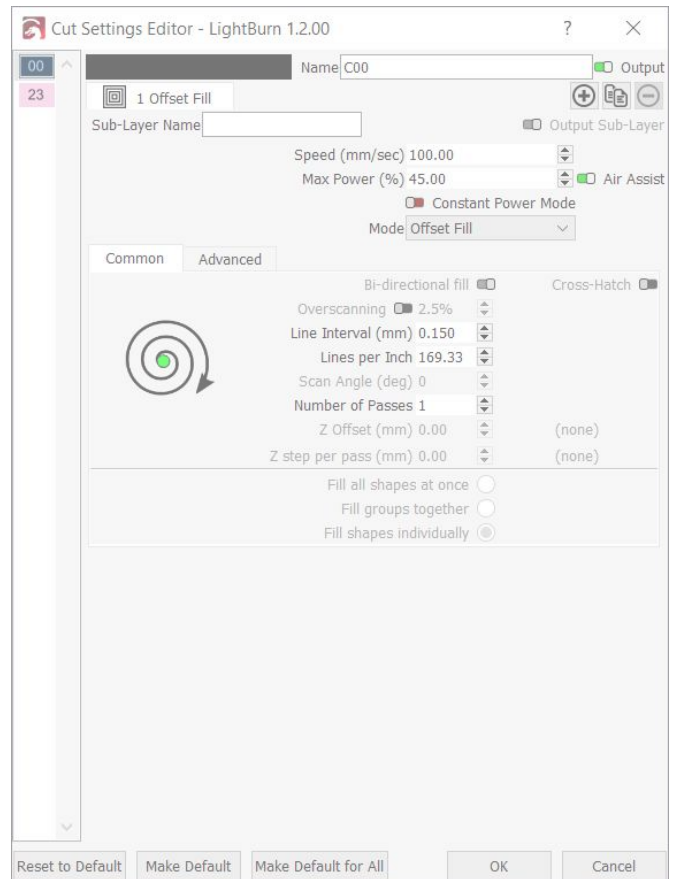 Cut Settings Editor - LightBurn 1.2.00 ?
00 Name C00 Output
23 1 Offset Fill
Sub-Layer Name Output Sub-Layer
Speed (mm/sec) 100.00
Max Power (%) 45.00 Air Assist
Constant Power Mode
Mode Offset Fill
Common Advanced
Bi-directional fill Cross-Hatch
Overscanning 2.5%
Line Interval (mm) 0.150
Lines per Inch 169.33
Scan Angle (deg) 0
Number of Passes 1
Z Offset (mm) 0.00 (none)
Z step per pass (mm) 0.00 (none)
Fill all shapes at once
Fill groups together
Fill shapes individually
Reset to Default Make Default Make Default for All OK Cancel